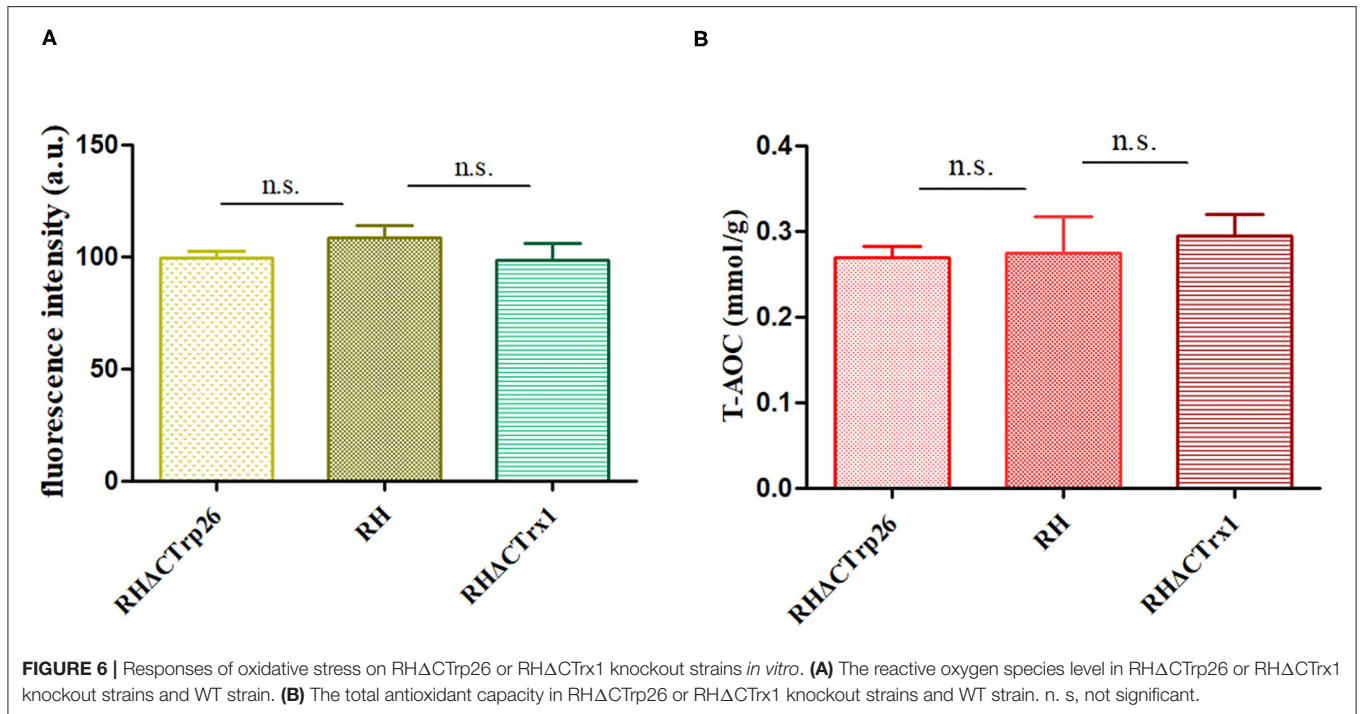 A
B
fluorescence intensity (a.u.)
150
100
50
0
n.s.
n.s.
RHΔCTrp26
RH
RHΔCTrx1
T-AOC (mmol/g)
0.4
0.3
0.2
0.1
0.0
n.s.
n.s.
RHΔCTrp26
RH
RHΔCTrx1
FIGURE 6 | Responses of oxidative stress on RHΔCTrp26 or RHΔCTrx1 knockout strains in vitro. (A) The reactive oxygen species level in RHΔCTrp26 or RHΔCTrx1
knockout strains and WT strain. (B) The total antioxidant capacity in RHΔCTrp26 or RHΔCTrx1 knockout strains and WT strain. n. s, not significant.